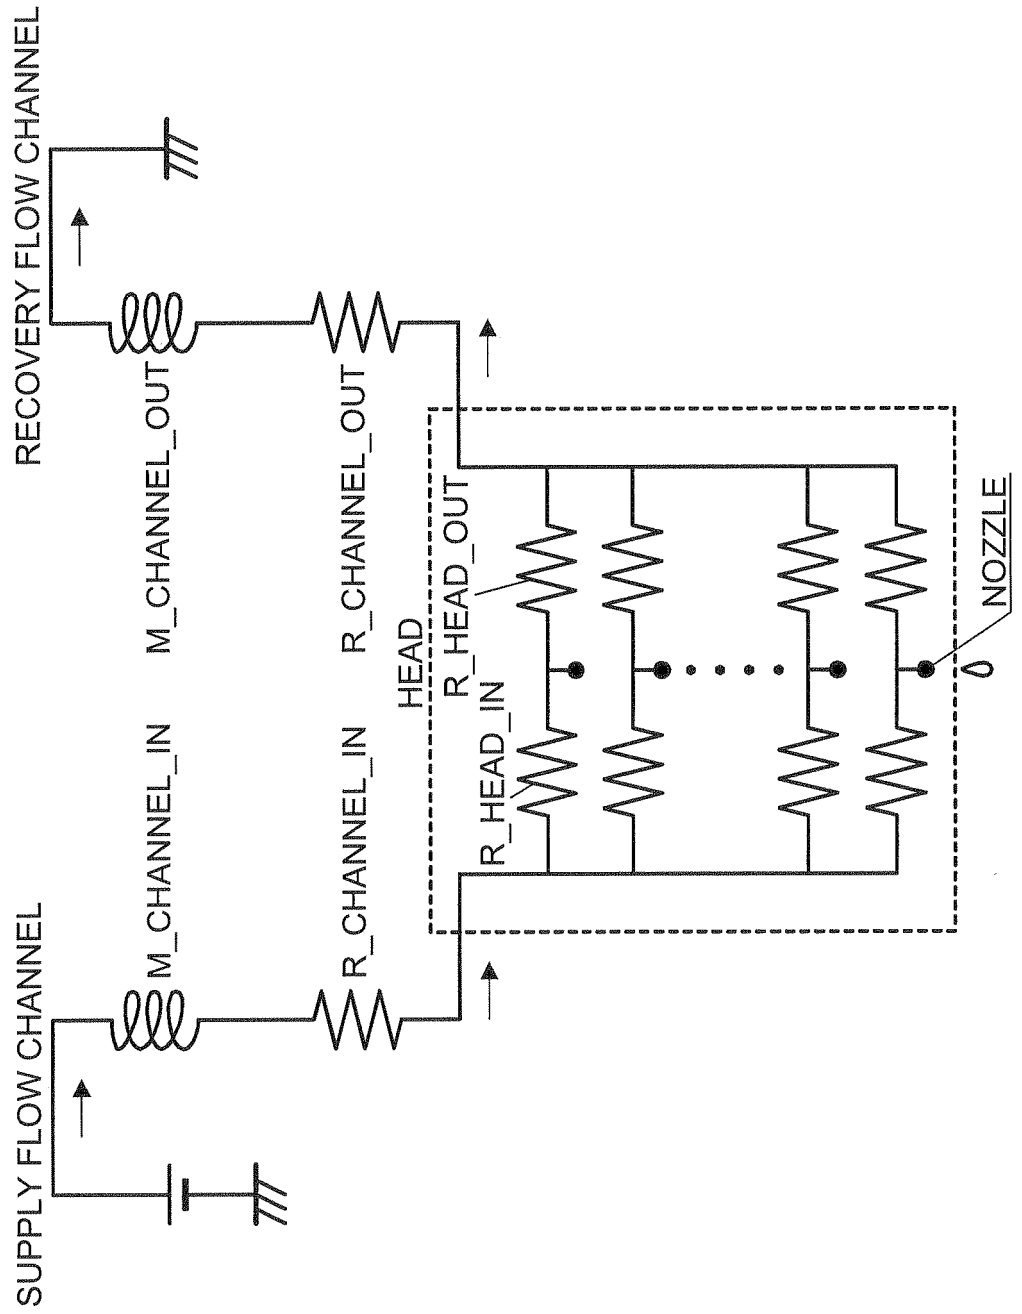 SUPPLY FLOW CHANNEL
RECOVERY FLOW CHANNEL
M_CHANNEL_IN
M_CHANNEL_OUT
R_CHANNEL_IN
R_CHANNEL_OUT
HEAD
R_HEAD_OUT
R_HEAD_IN
NOZZLE